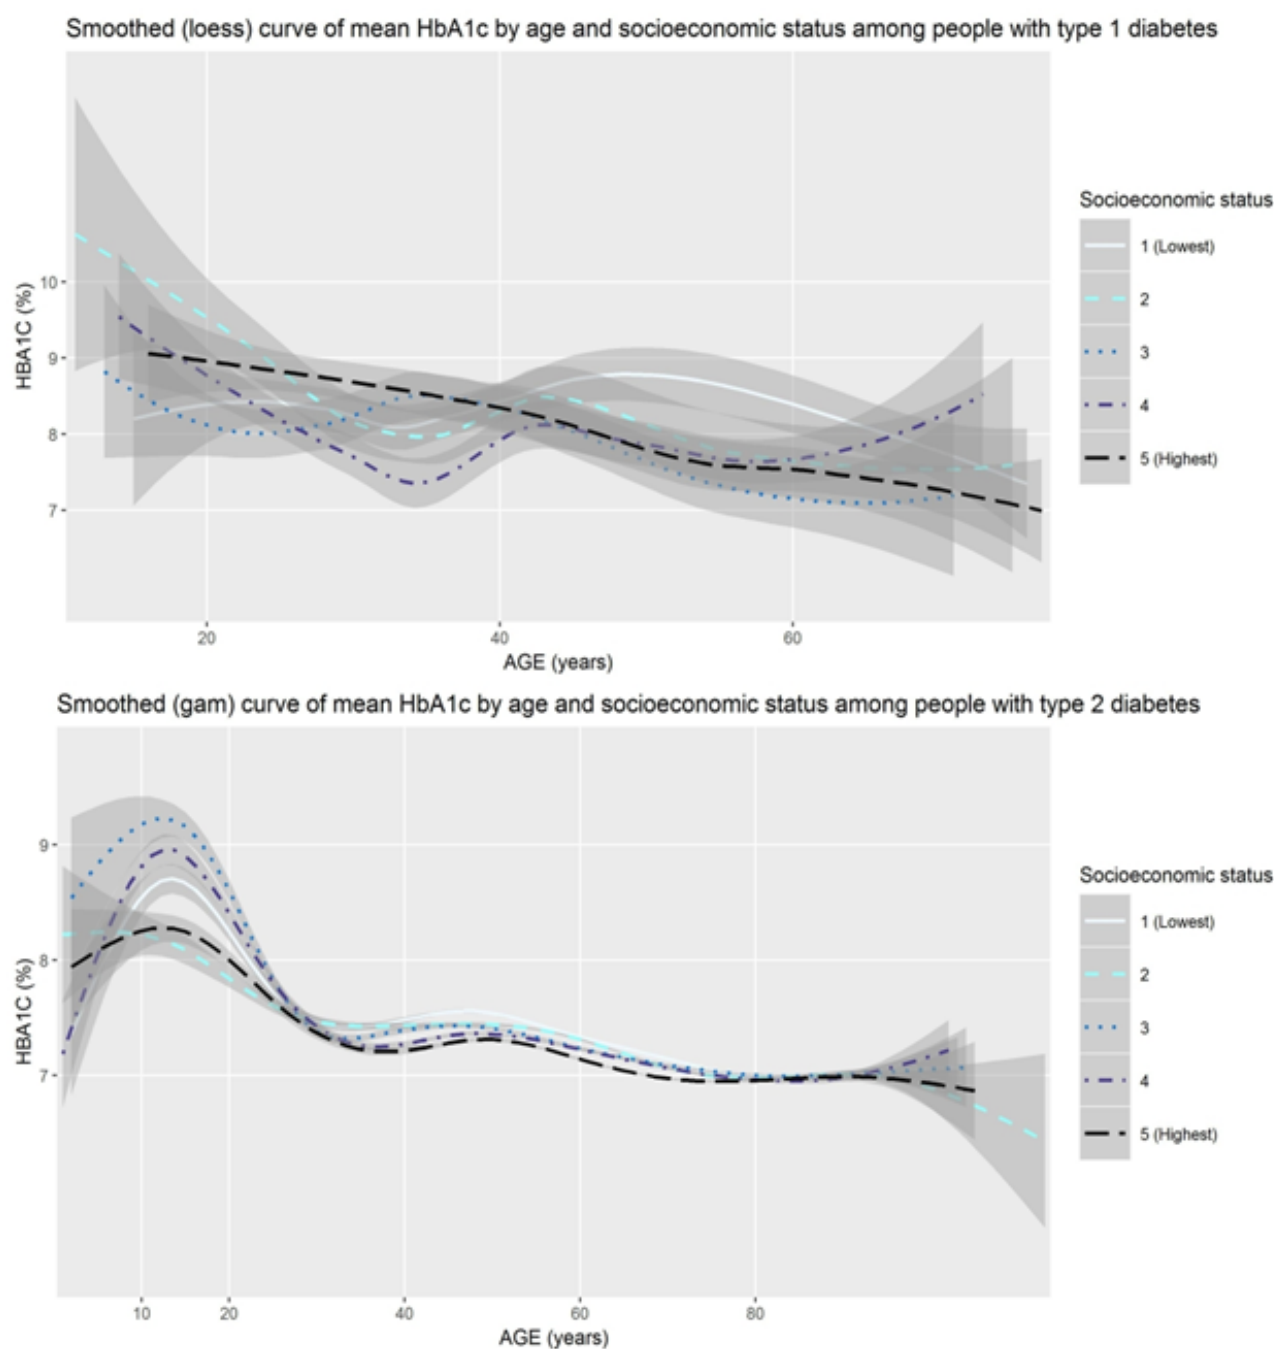 Smoothed (loess) curve of mean HbA1c by age and socioeconomic status among people with type 1 diabetes
HBA1C (%)
10
9
8
7
20
40
60
AGE (years)
Socioeconomic status
1 (Lowest)
2
3
4
5 (Highest)
Smoothed (gam) curve of mean HbA1c by age and socioeconomic status among people with type 2 diabetes
HBA1C (%)
9
8
7
10
20
40
60
80
AGE (years)
Socioeconomic status
1 (Lowest)
2
3
4
5 (Highest)